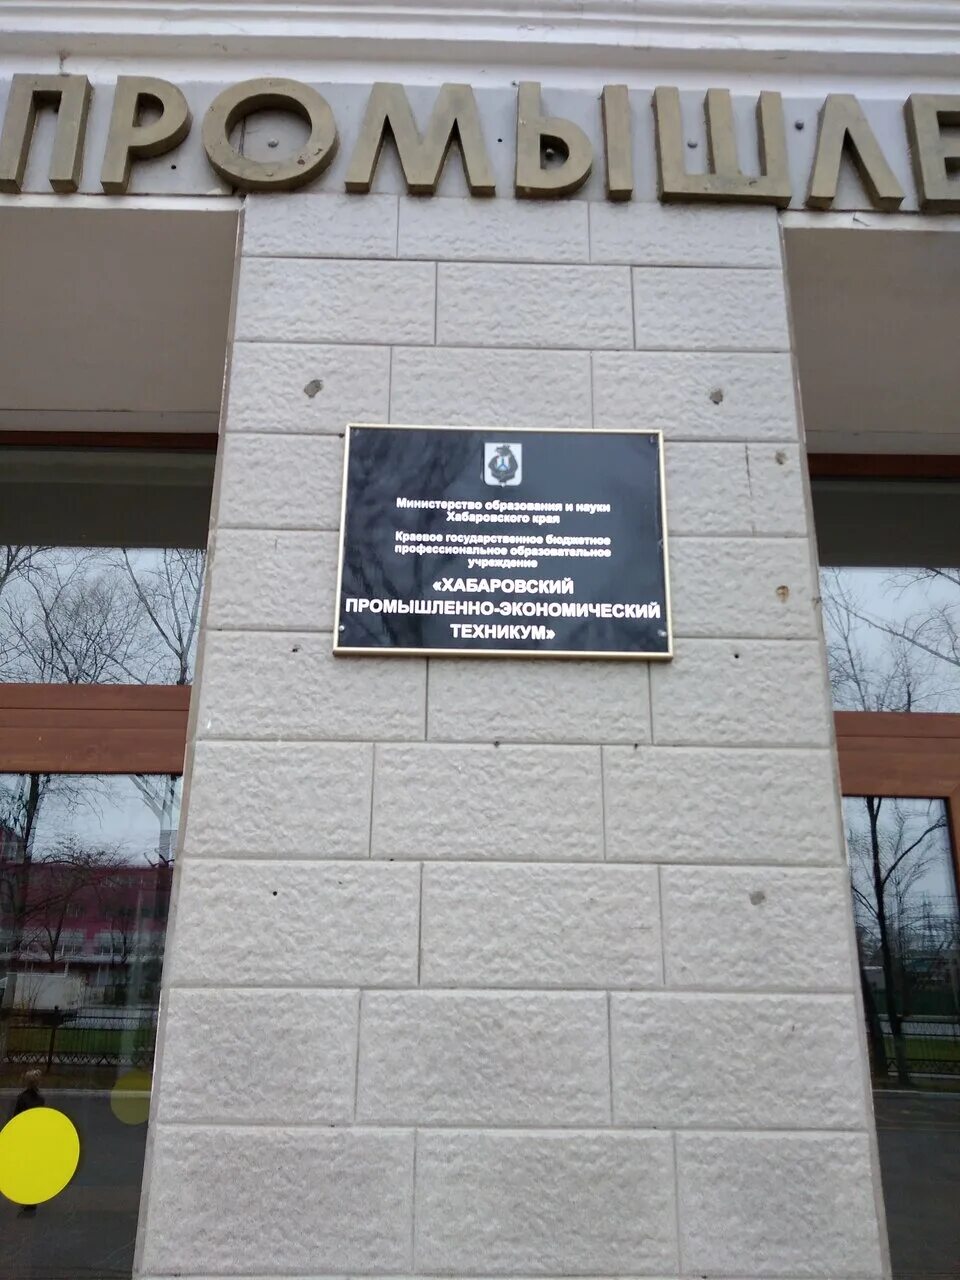 ПРОМЫШЛЕ
Министерство образования и науки
Хабаровского края
Краевое государственное бюджетное
профессиональное образовательное
учреждение
«ХАБАРОВСКИЙ
ПРОМЫШЛЕННО-ЭКОНОМИЧЕСКИЙ
ТЕХНИКУМ»